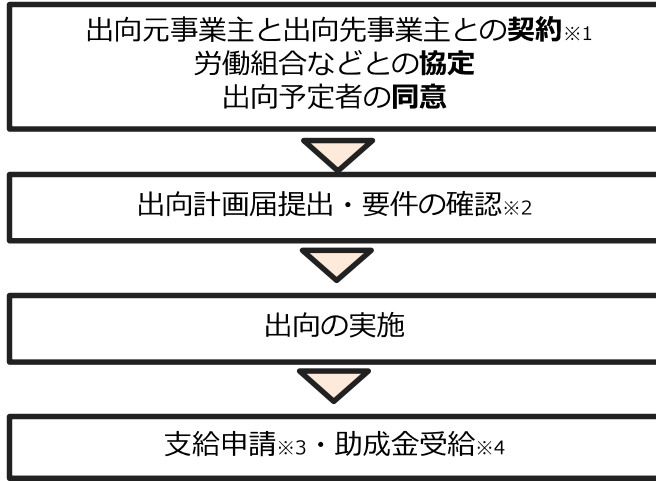 出向元事業主と出向先事業主との契約※1
労働組合などとの協定
出向予定者の同意
出向計画届提出・要件の確認※2
出向の実施
支給申請※3・助成金受給※4